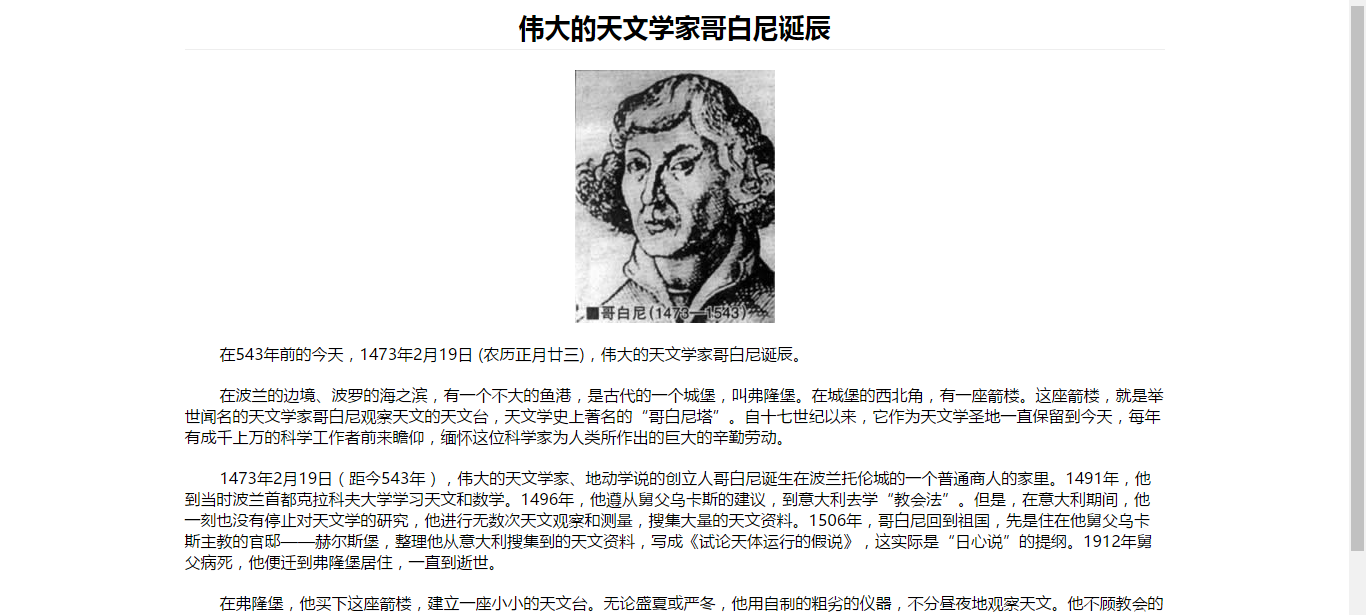 伟大的天文学家哥白尼诞辰
■哥白尼(1473—1543)
在543年前的今天，1473年2月19日 (农历正月廿三)，伟大的天文学家哥白尼诞辰。
在波兰的边境、波罗的海之滨，有一个不大的鱼港，是古代的一个城堡，叫弗隆堡。在城堡的西北角，有一座箭楼。这座箭楼，就是举
世闻名的天文学家哥白尼观察天文的天文台，天文学史上著名的“哥白尼塔”。自十七世纪以来，它作为天文学圣地一直保留到今天，每年
有成千上万的科学工作者前来瞻仰，缅怀这位科学家为人类所作出的巨大的辛勤劳动。
1473年2月19日（距今543年），伟大的天文学家、地动学说的创立人哥白尼诞生在波兰托伦城的一个普通商人的家里。1491年，他
到当时波兰首都克拉科夫大学学习天文和数学。1496年，他遵从舅父乌卡斯的建议，到意大利去学“教会法”。但是，在意大利期间，他
一刻也没有停止对天文学的研究，他进行无数次天文观察和测量，搜集大量的天文资料。1506年，哥白尼回到祖国，先是住在他舅父乌卡
斯主教的官邸——赫尔斯堡，整理他从意大利搜集到的天文资料，写成《试论天体运行的假说》，这实际是“日心说”的提纲。1912年舅
父病死，他便迁到弗隆堡居住，一直到逝世。
在弗隆堡，他买下这座箭楼，建立一座小小的天文台。无论盛夏或严冬，他用自制的粗劣的仪器，不分昼夜地观察天文。他不顾教会的